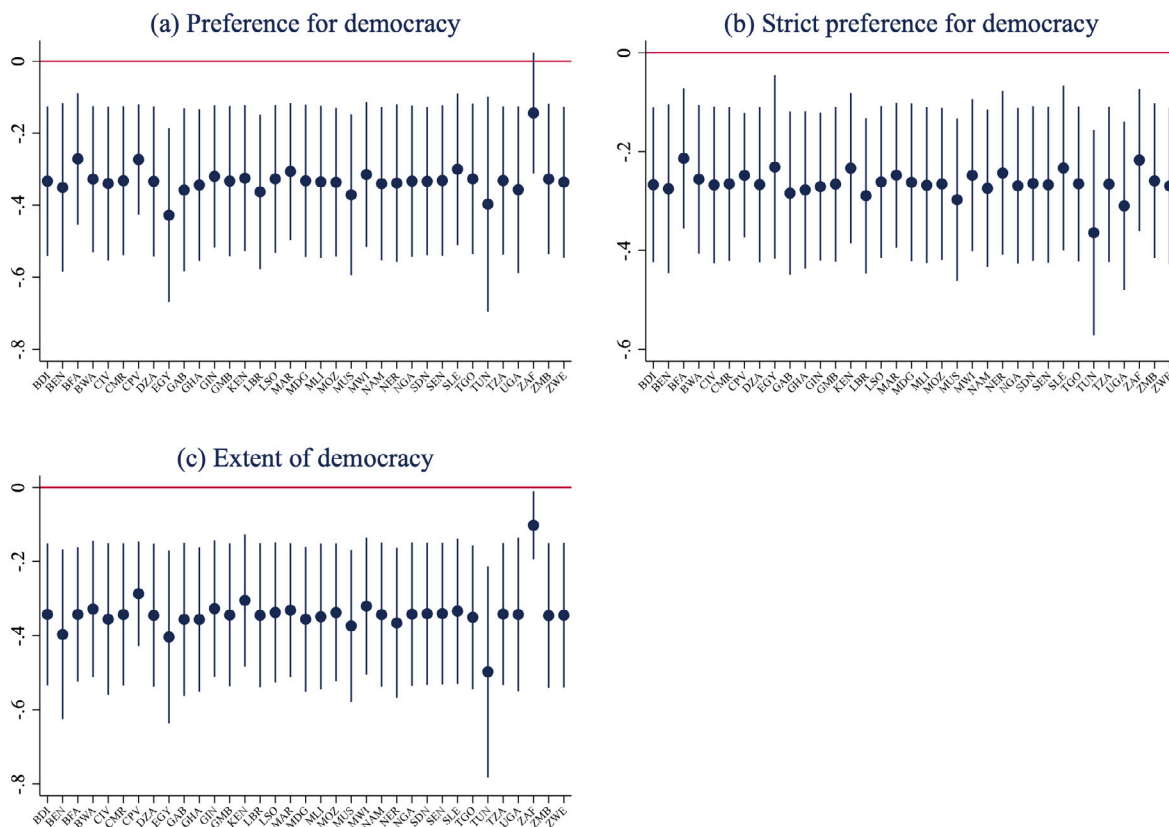 (a) Preference for democracy
0
-.2
-.4
-.6
-.8
BDI BEN BFA BWA CIV CMR CPV DZA EGY GAB GHA GIN GMB KEN LBR LSO MAR MDG MLI MOZ MUS MWI NAM NER NGA SDN SEN SLE TGO TUN TZA UGA ZAF ZMB ZWE
(b) Strict preference for democracy
0
-.2
-.4
-.6
BDI BEN BFA BWA CIV CMR CPV DZA EGY GAB GHA GIN GMB KEN LBR LSO MAR MDG MLI MOZ MUS MWI NAM NER NGA SDN SEN SLE TGO TUN TZA UGA ZAF ZMB ZWE
(c) Extent of democracy
0
-.2
-.4
-.6
-.8
BDI BEN BFA BWA CIV CMR CPV DZA EGY GAB GHA GIN GMB KEN LBR LSO MAR MDG MLI MOZ MUS MWI NAM NER NGA SDN SEN SLE TGO TUN TZA UGA ZAF ZMB ZWE